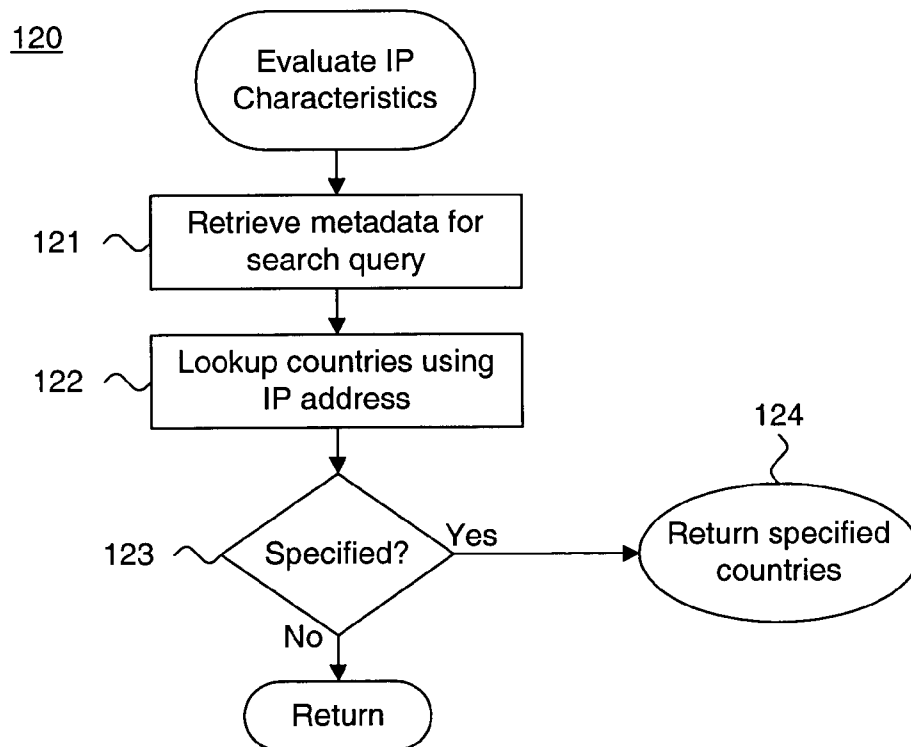 120
Evaluate IP
Characteristics
121
Retrieve metadata for
search query
122
Lookup countries using
IP address
124
123
Specified?
Yes
Return specified
countries
No
Return